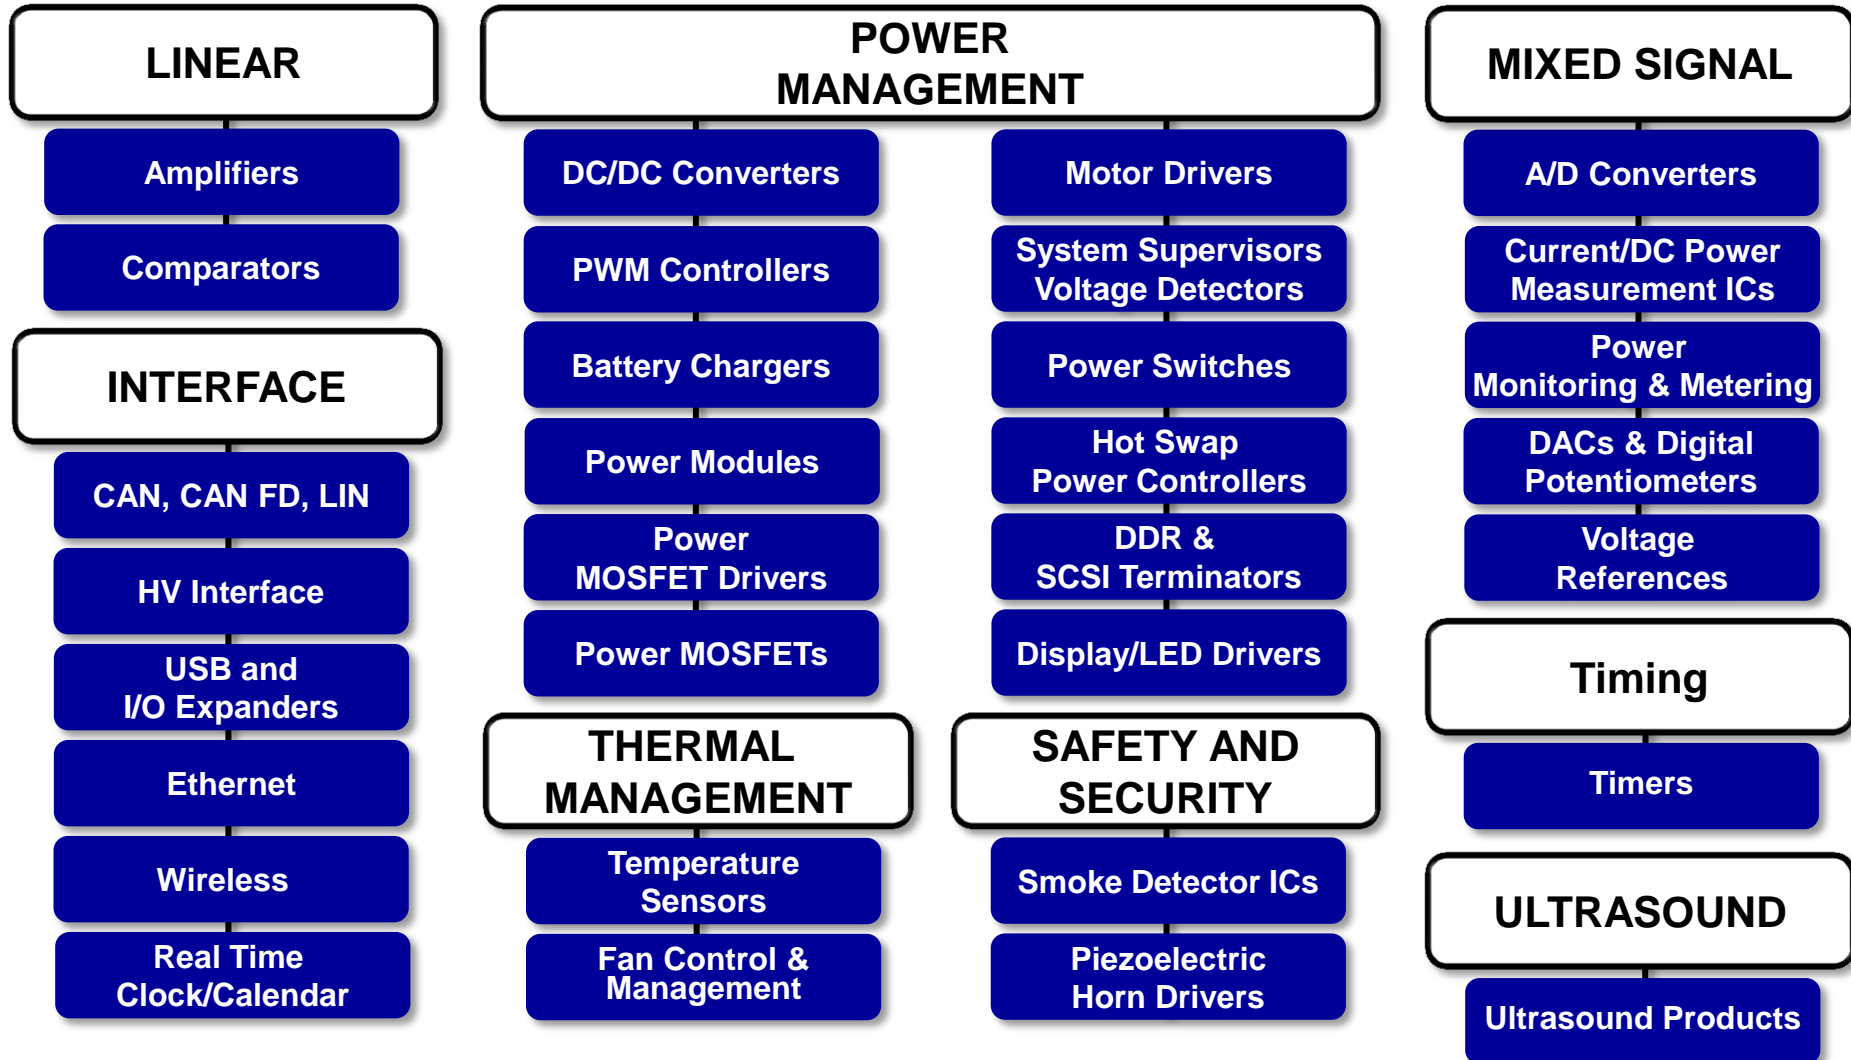 LINEAR
Amplifiers
Comparators
INTERFACE
CAN, CAN FD, LIN
HV Interface
USB and
I/O Expanders
Ethernet
Wireless
Real Time
Clock/Calendar
POWER
MANAGEMENT
DC/DC Converters
PWM Controllers
Battery Chargers
Power Modules
Power
MOSFET Drivers
Power MOSFETs
Motor Drivers
System Supervisors
Voltage Detectors
Power Switches
Hot Swap
Power Controllers
DDR &
SCSI Terminators
Display/LED Drivers
THERMAL
MANAGEMENT
Temperature
Sensors
Fan Control &
Management
SAFETY AND
SECURITY
Smoke Detector ICs
Piezoelectric
Horn Drivers
MIXED SIGNAL
A/D Converters
Current/DC Power
Measurement ICs
Power
Monitoring & Metering
DACs & Digital
Potentiometers
Voltage
References
Timing
Timers
ULTRASOUND
Ultrasound Products